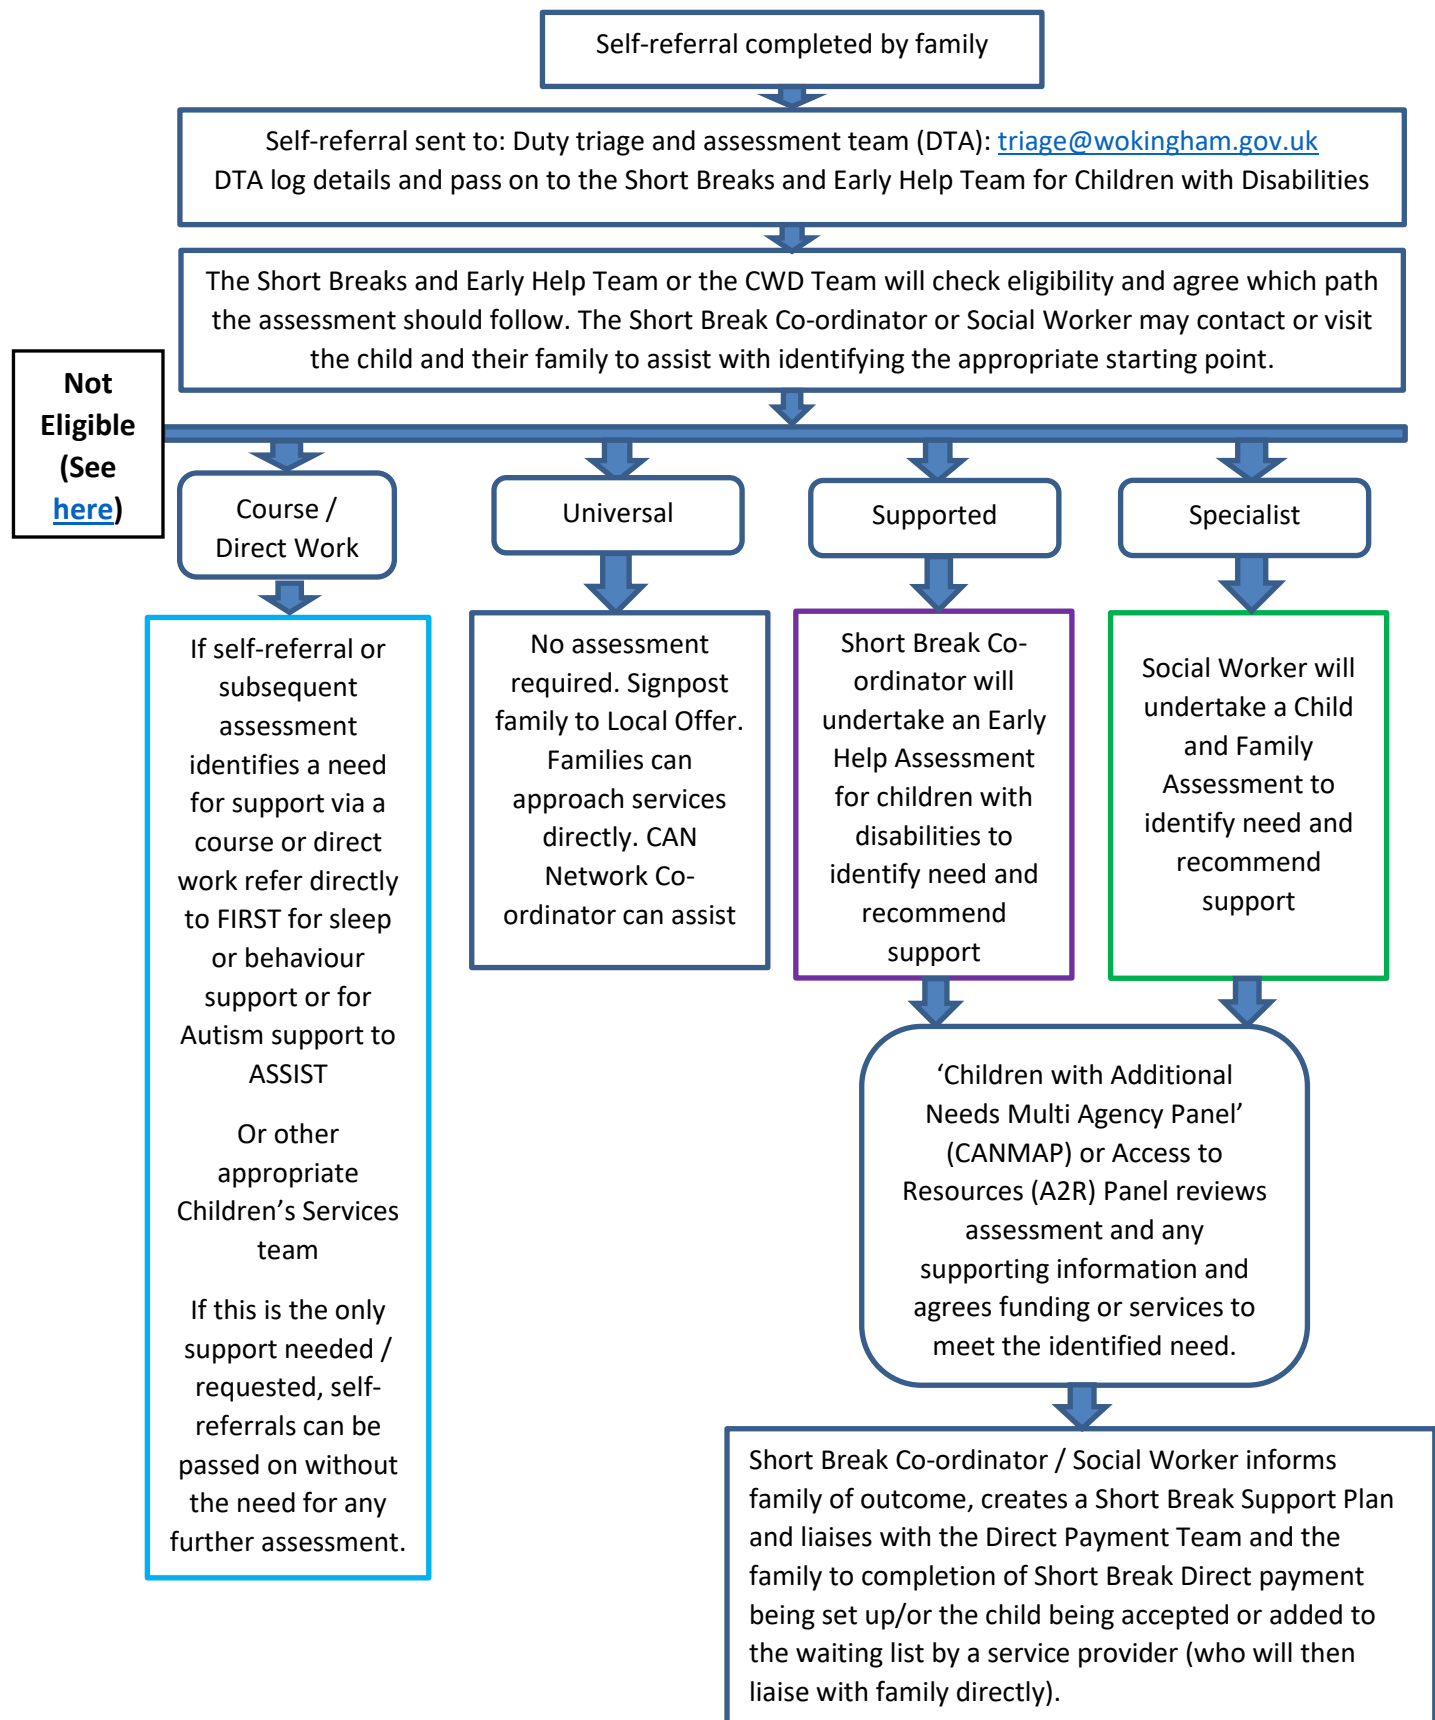 Self-referral completed by family
Self-referral sent to: Duty triage and assessment team (DTA): triage@wokingham.gov.uk
DTA log details and pass on to the Short Breaks and Early Help Team for Children with Disabilities
The Short Breaks and Early Help Team or the CWD Team will check eligibility and agree which path
the assessment should follow. The Short Break Co-ordinator or Social Worker may contact or visit
the child and their family to assist with identifying the appropriate starting point.
Not
Eligible
(See
here)
Course /
Direct Work
Universal
Supported
Specialist
If self-referral or
subsequent
assessment
identifies a need
for support via a
course or direct
work refer directly
to FIRST for sleep
or behaviour
support or for
Autism support to
ASSIST
Or other
appropriate
Children’s Services
team
If this is the only
support needed /
requested, self-
referrals can be
passed on without
the need for any
further assessment.
No assessment
required. Signpost
family to Local Offer.
Families can
approach services
directly. CAN
Network Co-
ordinator can assist
Short Break Co-
ordinator will
undertake an Early
Help Assessment
for children with
disabilities to
identify need and
recommend
support
Social Worker will
undertake a Child
and Family
Assessment to
identify need and
recommend
support
‘Children with Additional
Needs Multi Agency Panel’
(CANMAP) or Access to
Resources (A2R) Panel reviews
assessment and any
supporting information and
agrees funding or services to
meet the identified need.
Short Break Co-ordinator / Social Worker informs
family of outcome, creates a Short Break Support Plan
and liaises with the Direct Payment Team and the
family to completion of Short Break Direct payment
being set up/or the child being accepted or added to
the waiting list by a service provider (who will then
liaise with family directly).